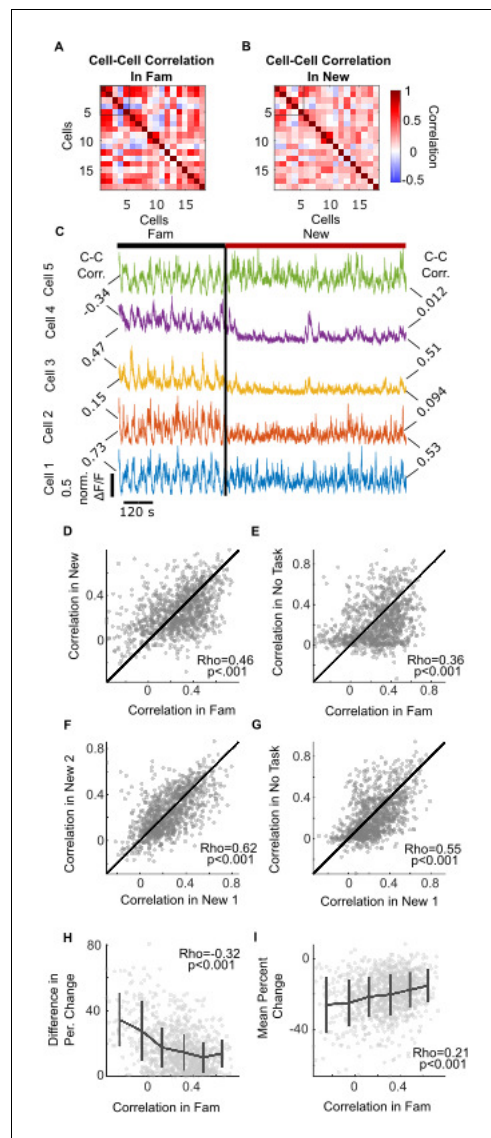 A
B
Cell-Cell Correlation
In Fam
Cell-Cell Correlation
In New
Cells
5
10
15
5 10 15
Cells
5
10
15
5 10 15
Cells
1
0.5
0
-0.5
Correlation
C
Fam
New
C-C
Corr.
C-C
Corr.
Cell 5
Cell 4
Cell 3
Cell 2
Cell 1
-0.34
0.47
0.15
0.73
0.012
0.51
0.094
0.53
0.5
norm.
ΔF/F
120 s
D
Correlation in New
0.4
0
Rho=0.46
p<.001
0 0.4 0.8
Correlation in Fam
E
Correlation in No Task
0.8
0.4
0
Rho=0.36
p<0.001
0 0.4 0.8
Correlation in Fam
F
Correlation in New 2
0.8
0.4
0
Rho=0.62
p<0.001
0 0.4 0.8
Correlation in New 1
G
Correlation in No Task
0.8
0.4
0
Rho=0.55
p<0.001
0 0.4 0.8
Correlation in New 1
H
Difference in
Per. Change
80
40
0
Rho=-0.32
p<0.001
0 0.4
Correlation in Fam
I
Mean Percent
Change
0
-40
Rho=0.21
p<0.001
0 0.4
Correlation in Fam